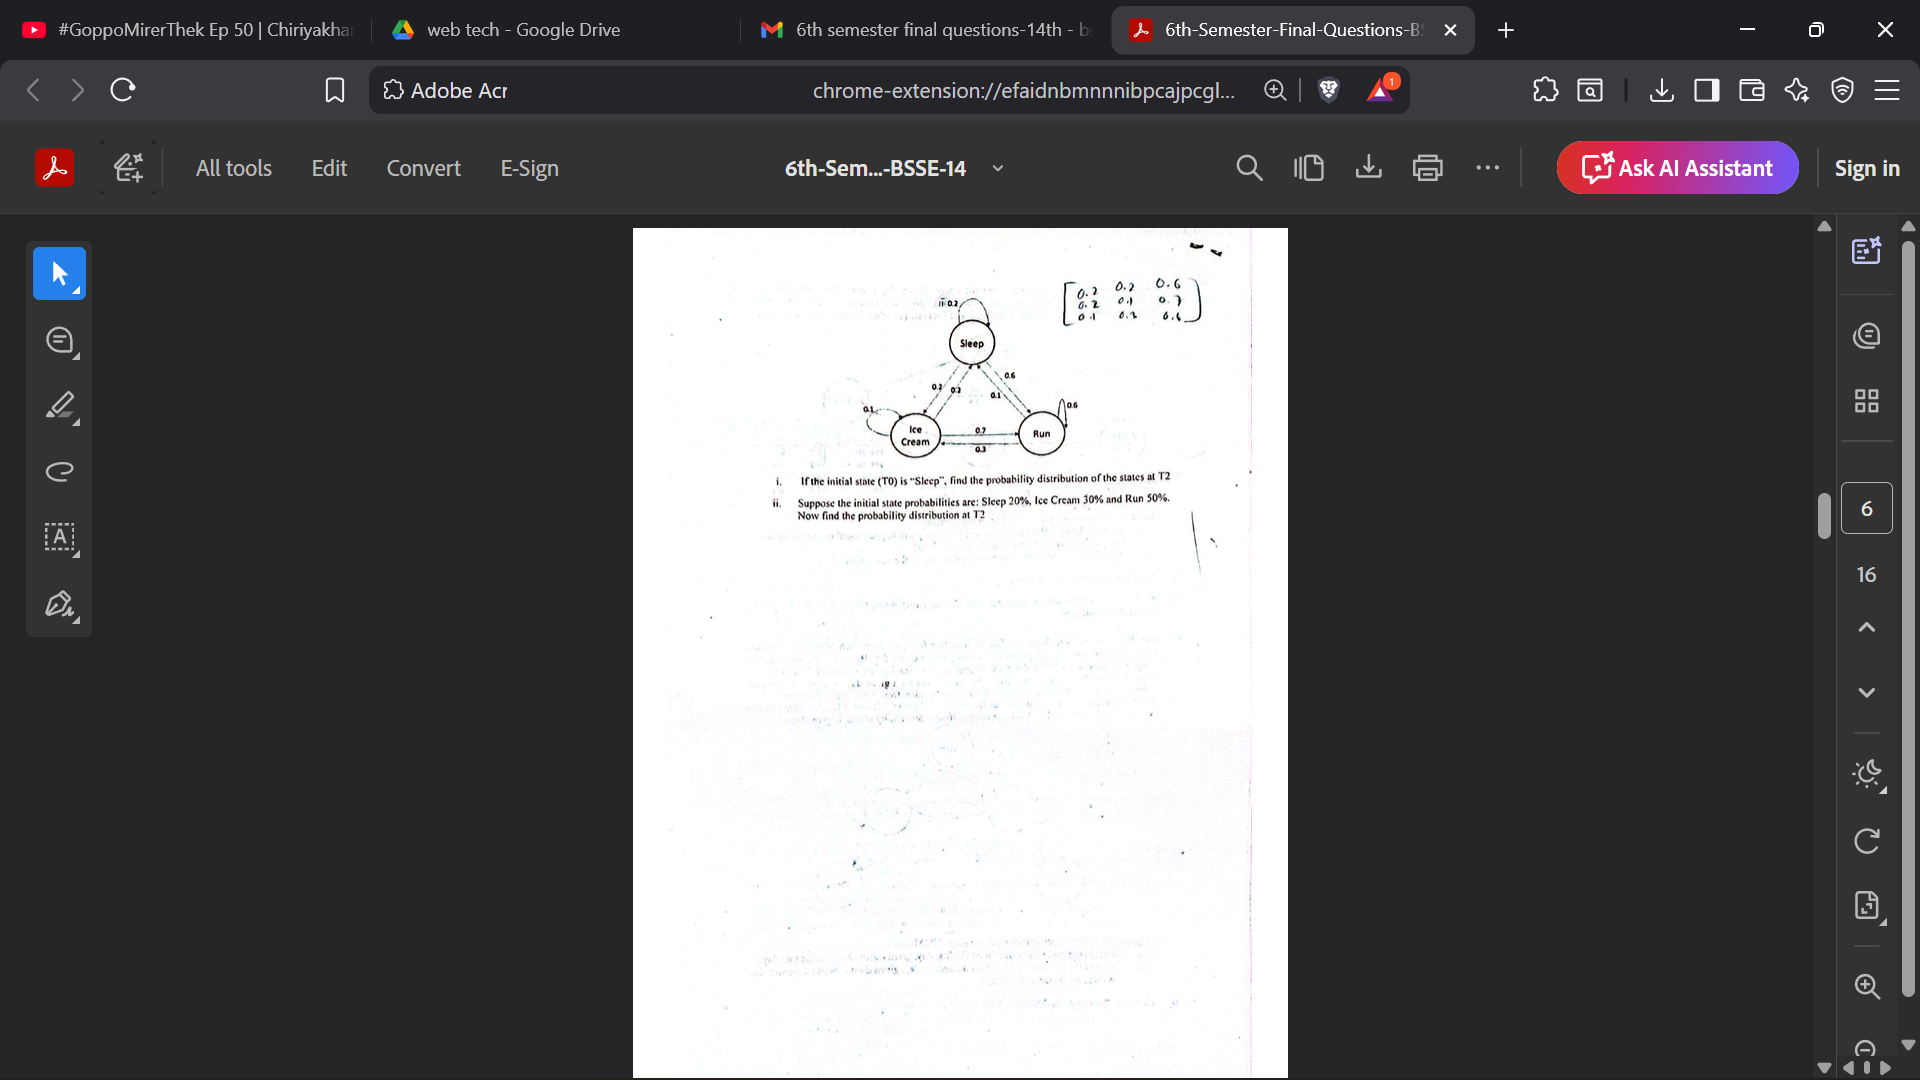 #GoppoMirerThek Ep 50 | Chiriyakhan
web tech - Google Drive
6th semester final questions-14th - b
6th-Semester-Final-Questions-BS
Adobe Acr
chrome-extension://efaidnbmnnnibpcajpcgl...
1
All tools
Edit
Convert
E-Sign
6th-Sem...-BSSE-14
Ask AI Assistant
Sign in
0.2 0.2 0.6
0.2 0.1 0.7
0.1 0.3 0.6
0.2
Sleep
0.6
0.2
0.2
0.1
0.1
0.6
Ice
Cream
0.7
Run
0.3
i. If the initial state (T0) is "Sleep", find the probability distribution of the states at T2
ii. Suppose the initial state probabilities are: Sleep 20%, Ice Cream 30% and Run 50%.
Now find the probability distribution at T2
6
16